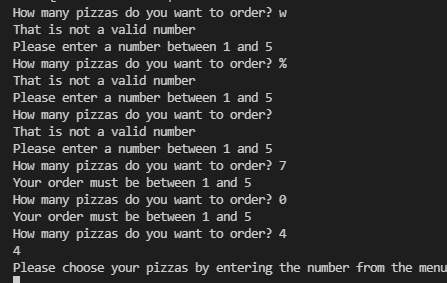 How many pizzas do you want to order? w
That is not a valid number
Please enter a number between 1 and 5
How many pizzas do you want to order? %
That is not a valid number
Please enter a number between 1 and 5
How many pizzas do you want to order?
That is not a valid number
Please enter a number between 1 and 5
How many pizzas do you want to order? 7
Your order must be between 1 and 5
How many pizzas do you want to order? 0
Your order must be between 1 and 5
How many pizzas do you want to order? 4
4
Please choose your pizzas by entering the number from the menu